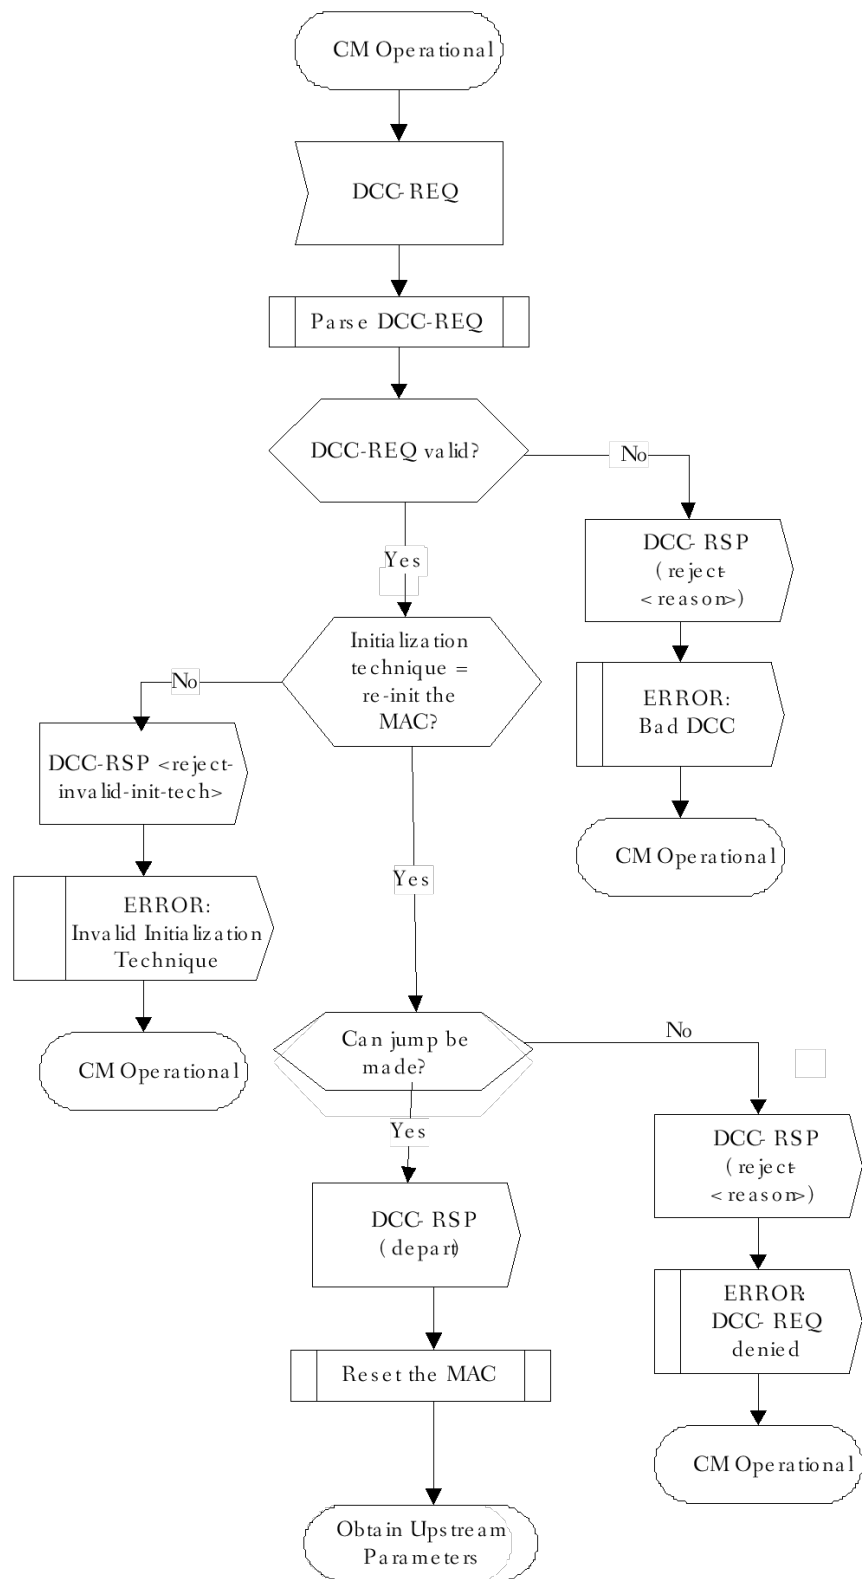 CM Operational
DCC-REQ
Parse DCC-REQ
DCC-REQ valid?
No
Yes
DCC-RSP
(reject-
<reason>)
Initialization
technique =
re-init the
MAC?
No
ERROR:
Bad DCC
DCC-RSP <reject-
invalid-init-tech>
CM Operational
Yes
ERROR:
Invalid Initialization
Technique
CM Operational
Can jump be
made?
No
Yes
DCC-RSP
(reject-
<reason>)
DCC-RSP
(depart)
ERROR:
DCC-REQ
denied
Reset the MAC
CM Operational
Obtain Upstream
Parameters